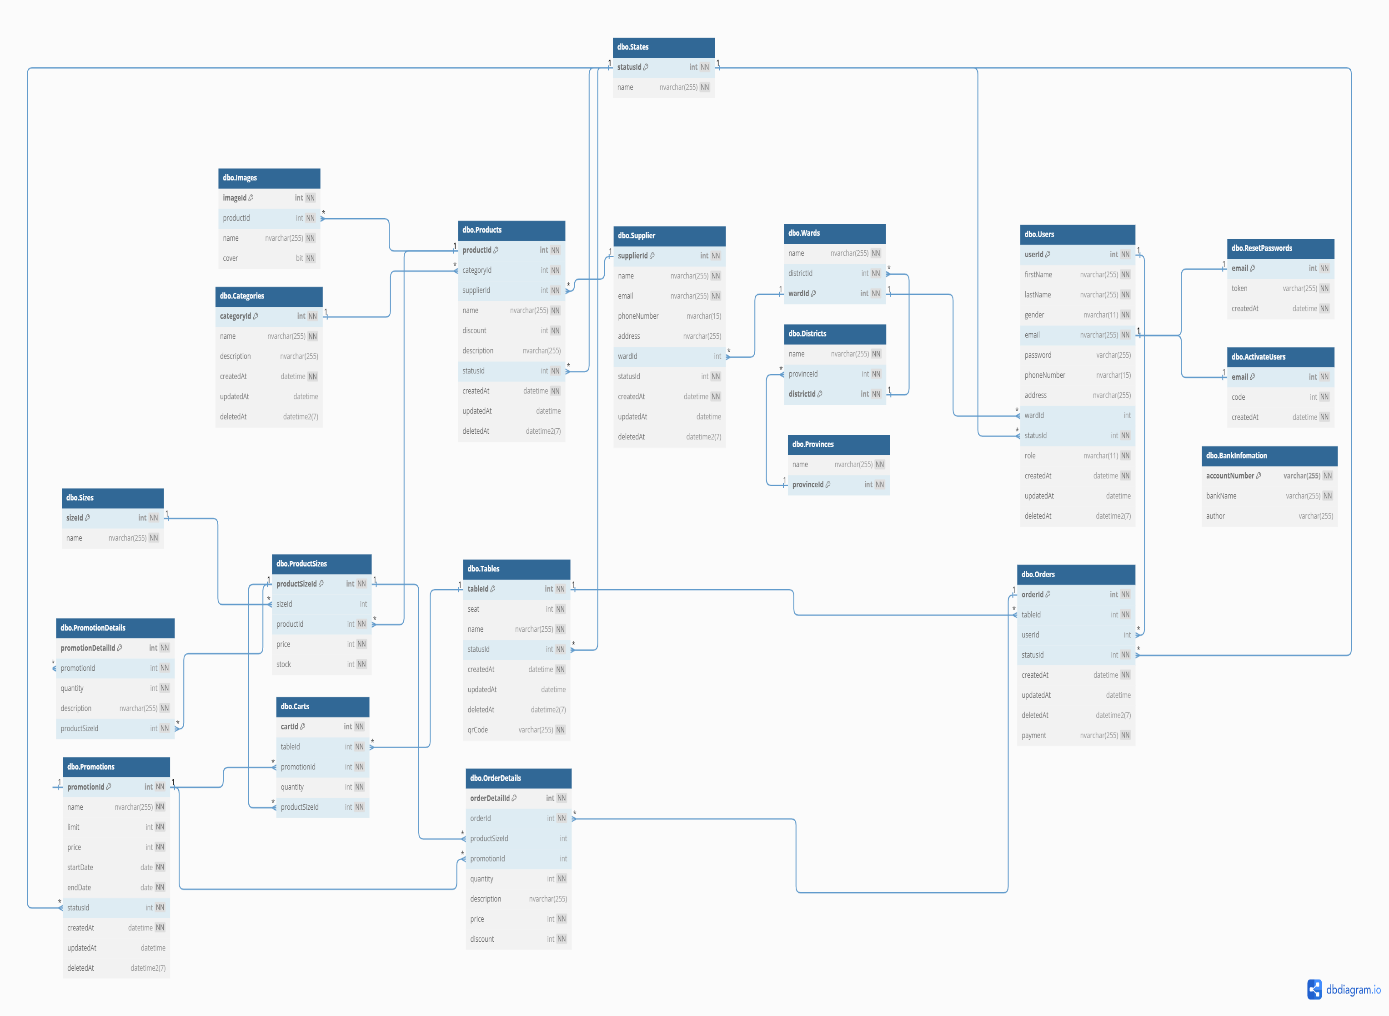 dbo.States
statusId int NN
name nvarchar(255) NN
dbo.Images
imageId int NN
productId int NN
name nvarchar(255) NN
cover bit NN
dbo.Categories
categoryId int NN
name nvarchar(255) NN
description nvarchar(255)
createdAt datetime NN
updatedAt datetime
deletedAt datetime2(7)
dbo.Products
productId int NN
categoryId int NN
supplierId int NN
name nvarchar(255) NN
discount int NN
description nvarchar(255)
statusId int NN
createdAt datetime NN
updatedAt datetime
deletedAt datetime2(7)
dbo.Supplier
supplierId int NN
name nvarchar(255) NN
email nvarchar(255) NN
phoneNumber nvarchar(15)
address nvarchar(255)
wardId int
statusId int NN
createdAt datetime NN
updatedAt datetime
deletedAt datetime2(7)
dbo.Wards
name nvarchar(255) NN
districtId int NN
wardId int NN
dbo.Districts
name nvarchar(255) NN
provinceId int NN
districtId int NN
dbo.Provinces
name nvarchar(255) NN
provinceId int NN
dbo.Users
userId int NN
firstName nvarchar(255) NN
lastName nvarchar(255) NN
gender nvarchar(11) NN
email nvarchar(255) NN
password varchar(255)
phoneNumber nvarchar(15)
address nvarchar(255)
wardId int
statusId int NN
role nvarchar(11) NN
createdAt datetime NN
updatedAt datetime
deletedAt datetime2(7)
dbo.ResetPasswords
email int NN
token varchar(255) NN
createdAt datetime NN
dbo.ActivateUsers
email int NN
code int NN
createdAt datetime NN
dbo.BankInfomation
accountNumber varchar(255) NN
bankName varchar(255) NN
author varchar(255)
dbo.Sizes
sizeId int NN
name nvarchar(255) NN
dbo.ProductSizes
productSizeId int NN
sizeId int
productId int NN
price int NN
stock int NN
dbo.Tables
tableId int NN
seat int NN
name nvarchar(255) NN
statusId int NN
createdAt datetime NN
updatedAt datetime
deletedAt datetime2(7)
qrCode varchar(255) NN
dbo.Orders
orderId int NN
tableId int NN
userId int
statusId int NN
createdAt datetime NN
updatedAt datetime
deletedAt datetime2(7)
payment nvarchar(255) NN
dbo.PromotionDetails
promotionDetailId int NN
promotionId int NN
quantity int NN
description nvarchar(255) NN
productSizeId int NN
dbo.Carts
cartId int NN
tableId int NN
promotionId int NN
quantity int NN
productSizeId int NN
dbo.Promotions
promotionId int NN
name nvarchar(255) NN
limit int NN
price int NN
startDate date NN
endDate date NN
statusId int NN
createdAt datetime NN
updatedAt datetime
deletedAt datetime2(7)
dbo.OrderDetails
orderDetailId int NN
orderId int NN
productSizeId int
promotionId int
quantity int NN
description nvarchar(255)
price int NN
discount int NN
dbdiagram.io